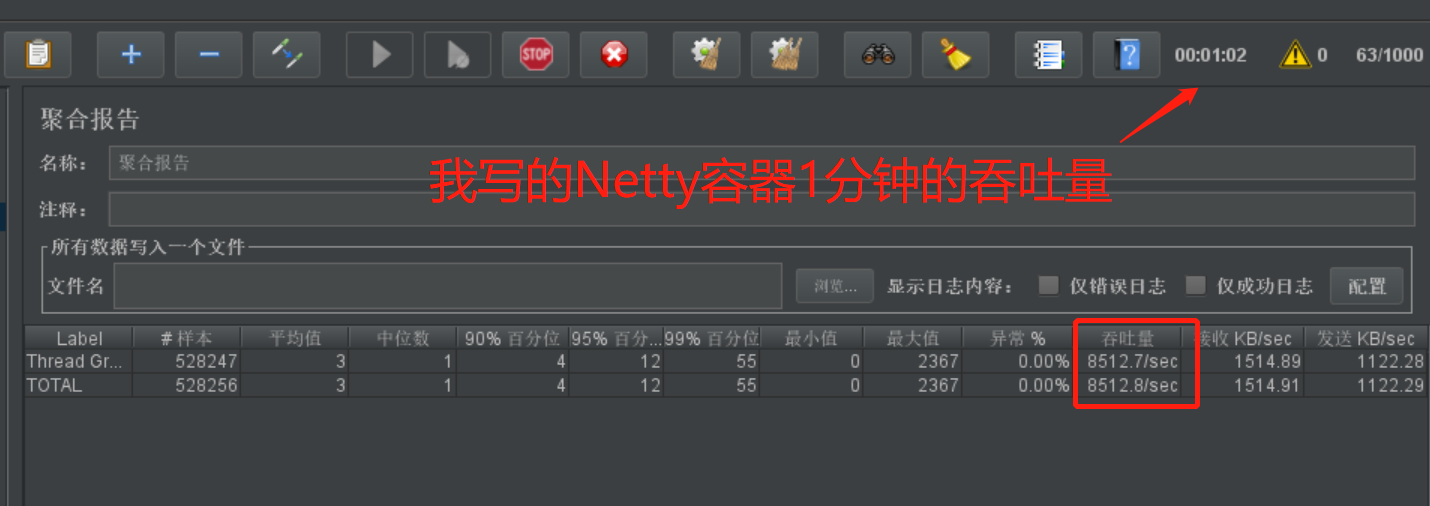 STOP
?
00:01:02
0
63/1000
聚合报告
名称:
聚合报告
我写的Netty容器1分钟的吞吐量
注释:
所有数据写入一个文件
文件名
浏览...
显示日志内容:
仅错误日志
仅成功日志
配置
Label # 样本 平均值 中位数 90% 百分位 95% 百分... 99% 百分位 最小值 最大值 异常 % 吞吐量 接收 KB/sec 发送 KB/sec
Thread Gr... 528247 3 1 4 12 55 0 2367 0.00% 8512.7/sec 1514.89 1122.28
TOTAL 528256 3 1 4 12 55 0 2367 0.00% 8512.8/sec 1514.91 1122.29